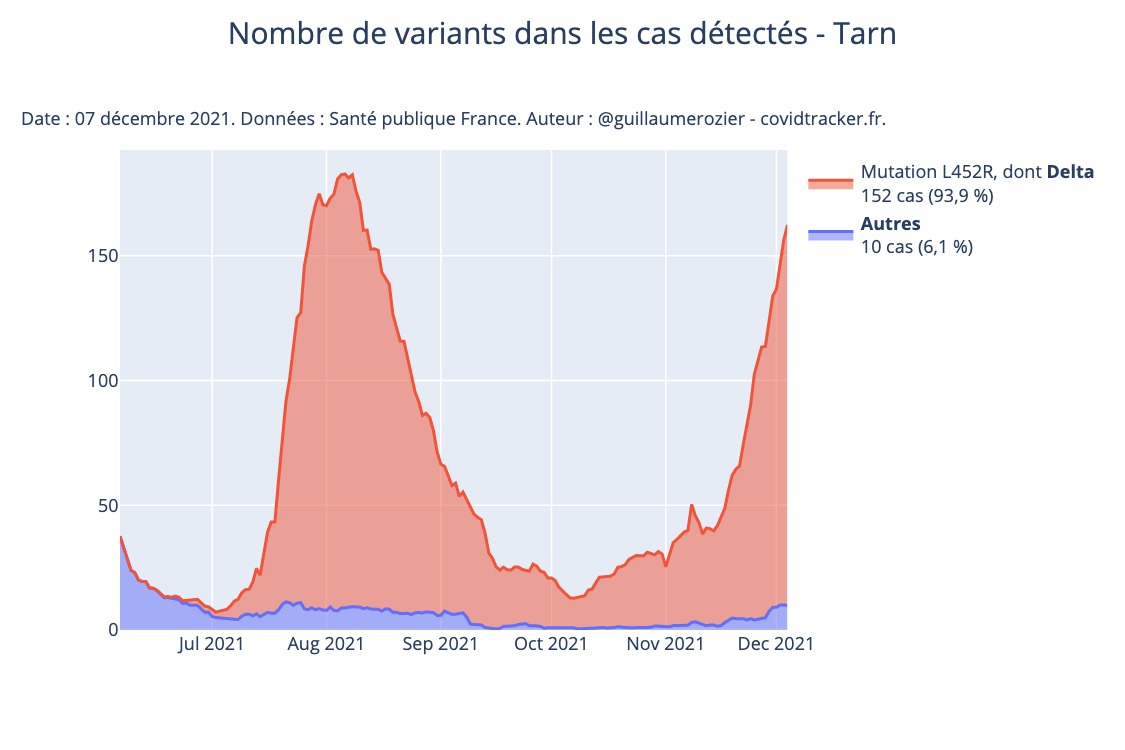 Nombre de variants dans les cas détectés - Tarn
Date : 07 décembre 2021. Données : Santé publique France. Auteur : @guillaumerozier - covidtracker.fr.
Mutation L452R, dont Delta
152 cas (93,9 %)
Autres
10 cas (6,1 %)
150
100
50
0
Jul 2021 Aug 2021 Sep 2021 Oct 2021 Nov 2021 Dec 2021